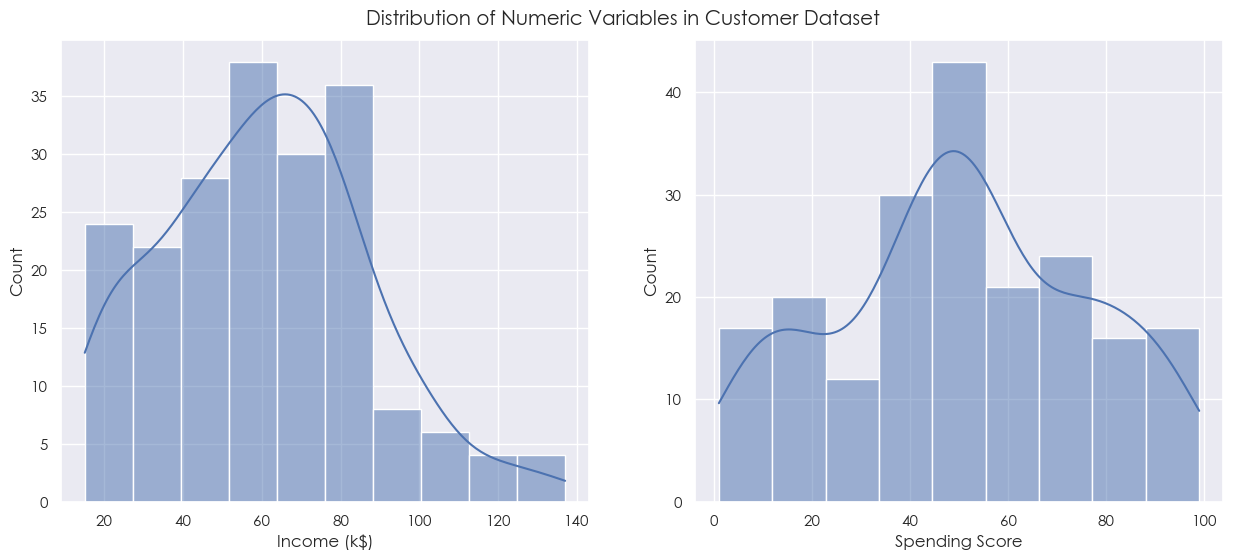 Distribution of Numeric Variables in Customer Dataset
Count
35
30
25
20
15
10
5
0
20 40 60 80 100 120 140
Income (k$)
Count
40
30
20
10
0
0 20 40 60 80 100
Spending Score